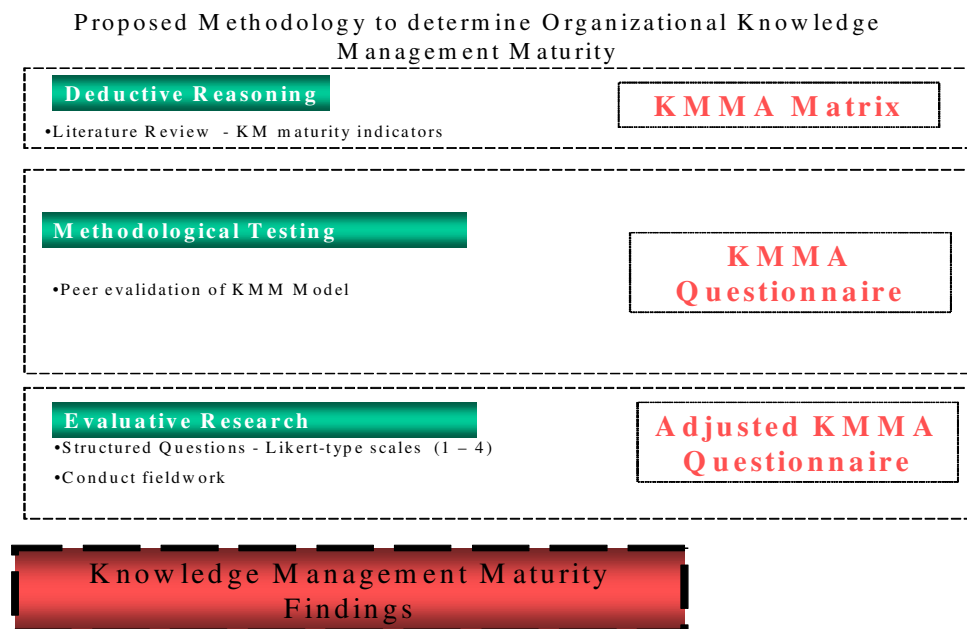 Proposed Methodology to determine Organizational Knowledge
Management Maturity
Deductive Reasoning
KMMA Matrix
•Literature Review - KM maturity indicators
Methodological Testing
KMMA
Questionnaire
•Peer evalidation of KMM Model
Evaluative Research
•Structured Questions - Likert-type scales (1 – 4)
•Conduct fieldwork
Adjusted KMMA
Questionnaire
Knowledge Management Maturity
Findings